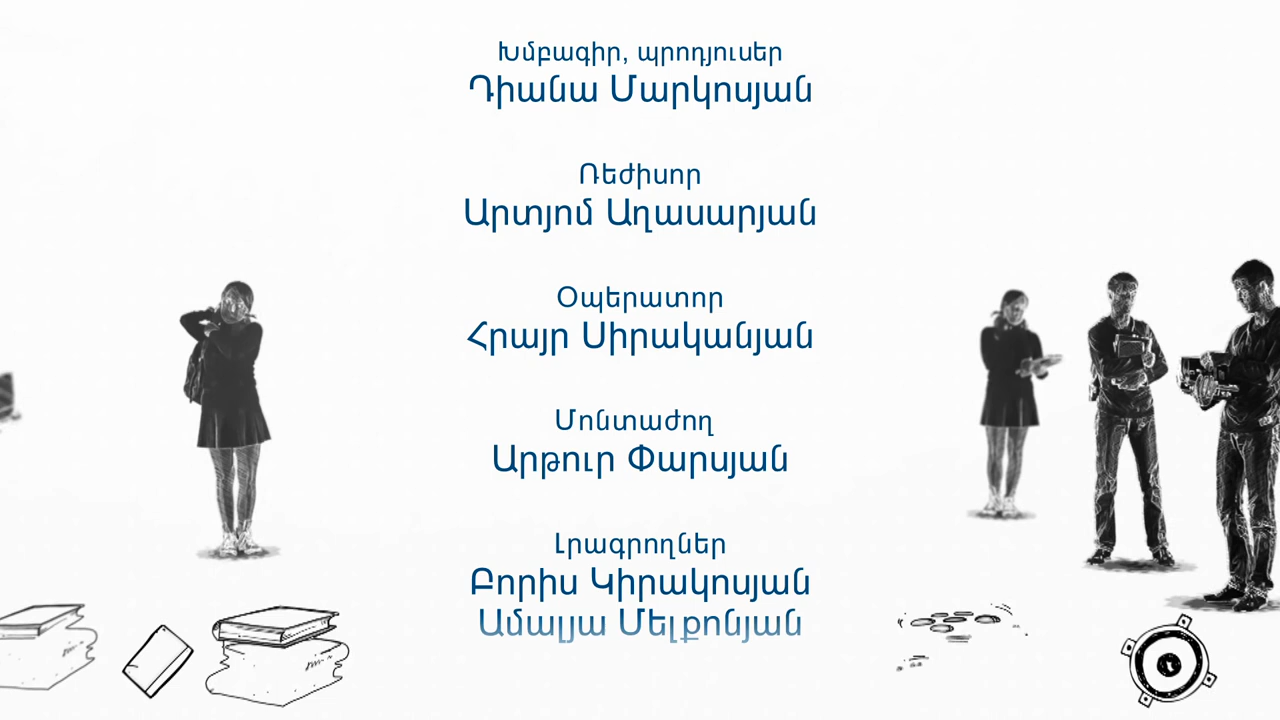 Խմբագիր, պրոդյուսեր
Դիանա Մարկոսյան
Ռեժիսոր
Արտյոմ Աղասարյան
Օպերատոր
Հրայր Սիրականյան
Մոնտաժող
Արթուր Փարսյան
Լրագրողներ
Բորիս Կիրակոսյան
Ամալյա Մելքոնյան